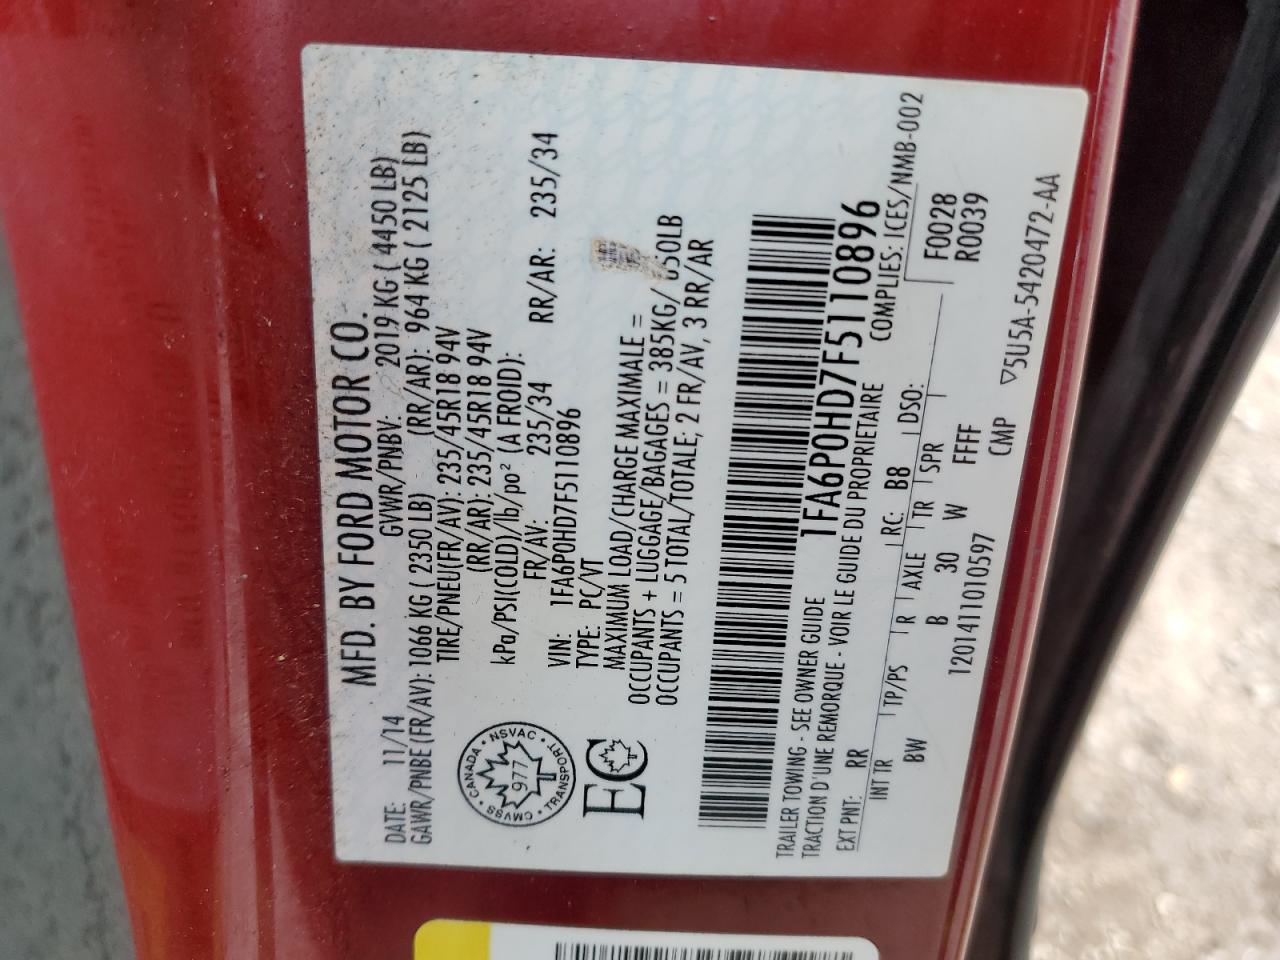 MFD. BY FORD MOTOR CO.
DATE: 11/14 GVWR/PNBV: 2019 KG ( 4450 LB)
GAWR/PNBE (FR/AV): 1066 KG ( 2350 LB) (RR/AR): 964 KG ( 2125 LB)
TIRE/PNEU(FR/AV): 235/45R18 94V
(RR/AR): 235/45R18 94V
kPa/PSI(COLD)/lb/po² (A FROID):
FR/AV: 235/34 RR/AR: 235/34
VIN: 1FA6P0HD7F5110896
TYPE: PC/VT
MAXIMUM LOAD/CHARGE MAXIMALE =
OCCUPANTS + LUGGAGE/BAGAGES = 385KG/ 850LB
OCCUPANTS = 5 TOTAL/TOTALE, 2 FR/AV, 3 RR/AR
CANADA • NSVAC • TRANSPORT • CMVSS •
977
EC
1FA6P0HD7F5110896
TRAILER TOWING - SEE OWNER GUIDE
TRACTION D'UNE REMORQUE - VOIR LE GUIDE DU PROPRIETAIRE
COMPLIES: ICES/NMB-002
EXT PNT: RR RC: B8 DSO: F0028
R0039
INT TR TP/PS R AXLE TR SPR
BW B 30 W FFFF
1201411010597 CMP ▽5U5A-5420472-AA